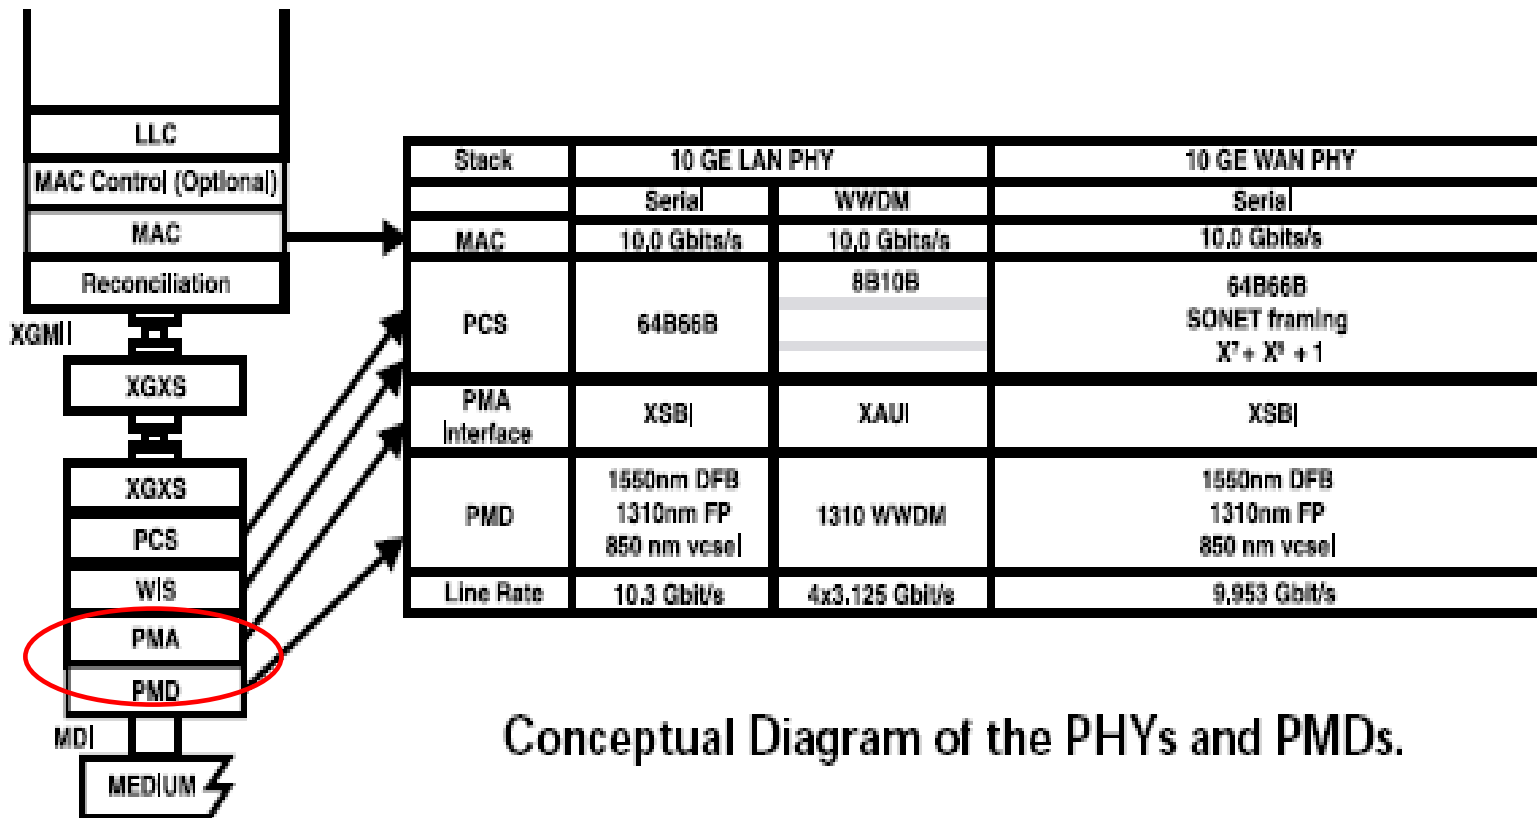 LLC
MAC Control (Optional)
MAC
Reconciliation
XGMII
XGXS
XGXS
PCS
WIS
PMA
PMD
MDI
MEDIUM
Stack 10 GE LAN PHY 10 GE WAN PHY
Serial WWDM Serial
MAC 10.0 Gbits/s 10.0 Gbits/s 10.0 Gbits/s
PCS 64B66B 8B10B 64B66B
SONET framing
X⁷ + X⁶ + 1
PMA
Interface XSBI XAUI XSBI
PMD 1550nm DFB 1310 WWDM 1550nm DFB
1310nm FP 1310nm FP
850 nm vcsel 850 nm vcsel
Line Rate 10.3 Gbit/s 4x3.125 Gbit/s 9.953 Gbit/s
Conceptual Diagram of the PHYs and PMDs.